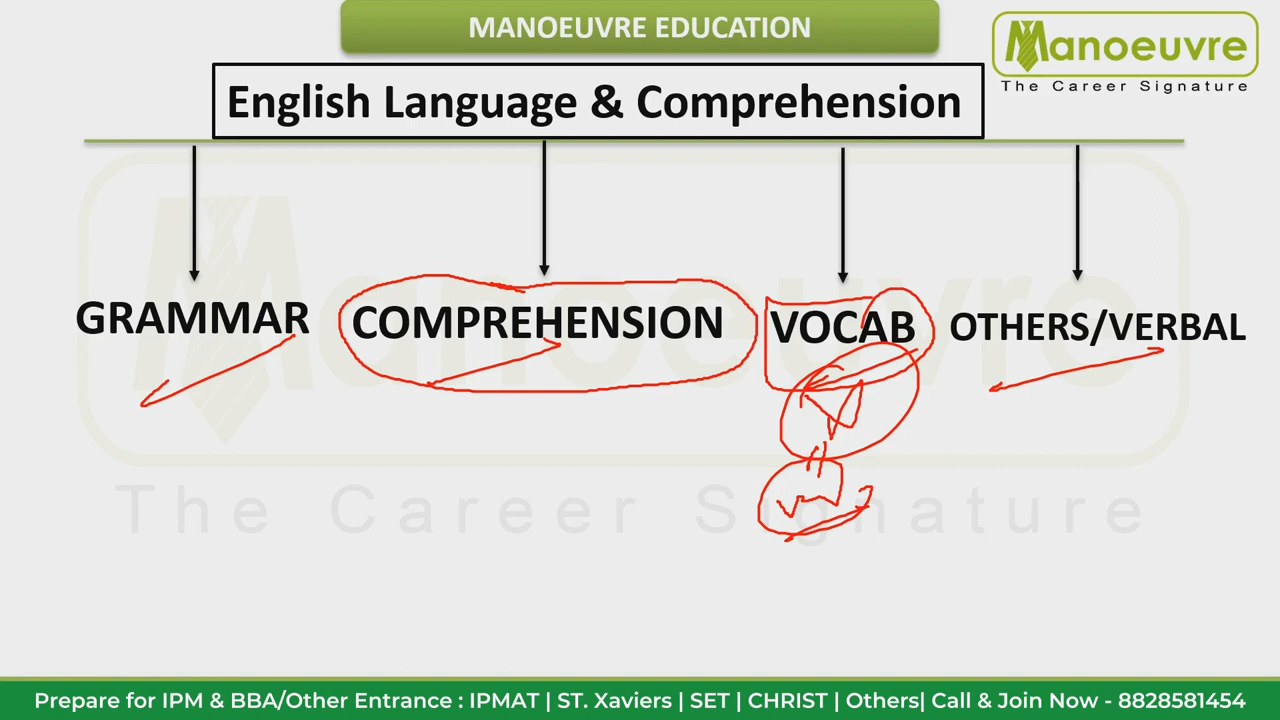 MANOEUVRE EDUCATION
Manoeuvre
The Career Signature
English Language & Comprehension
GRAMMAR
COMPREHENSION
VOCAB
OTHERS/VERBAL
Manoeuvre
The Career Signature
Prepare for IPM & BBA/Other Entrance : IPMAT | ST. Xaviers | SET | CHRIST | Others| Call & Join Now - 8828581454